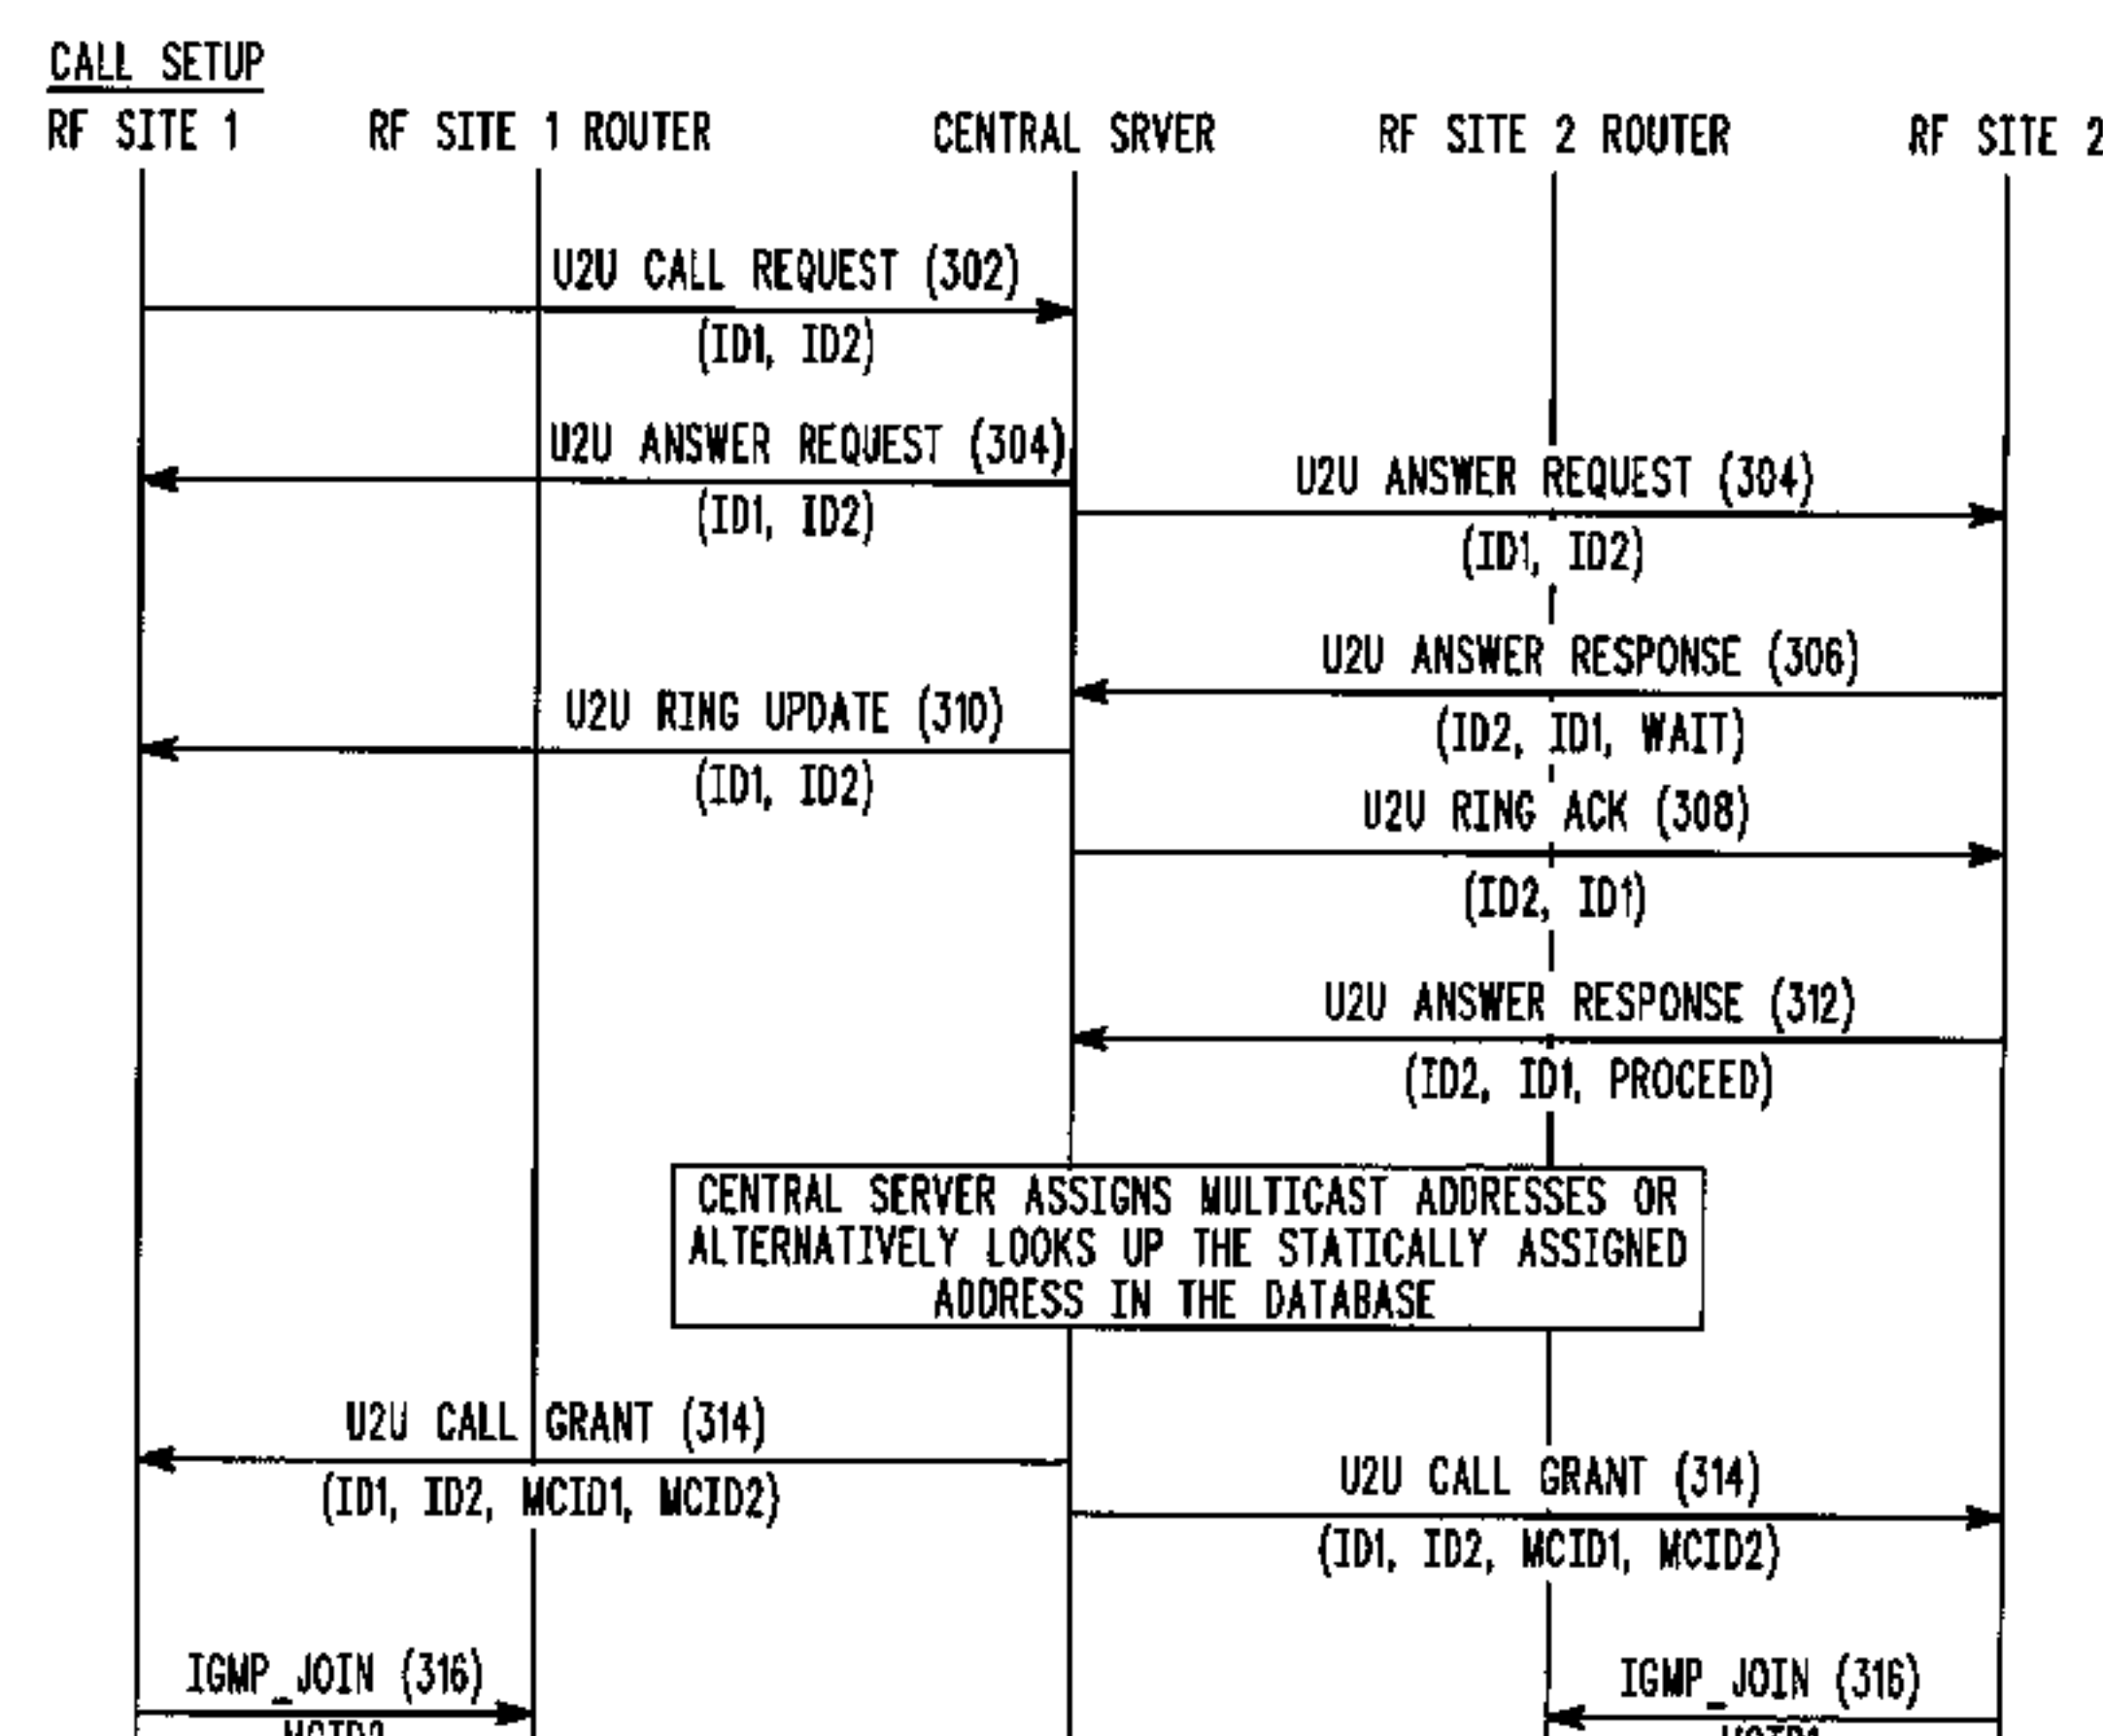 CALL SETUP
RF SITE 1
RF SITE 1 ROUTER
CENTRAL SRVER
RF SITE 2 ROUTER
RF SITE 2
U2U CALL REQUEST (302)
(ID1, ID2)
U2U ANSWER REQUEST (304)
(ID1, ID2)
U2U ANSWER REQUEST (304)
(ID1, ID2)
U2U ANSWER RESPONSE (306)
(ID2, ID1, WAIT)
U2U RING UPDATE (310)
(ID1, ID2)
U2U RING ACK (308)
(ID2, ID1)
U2U ANSWER RESPONSE (312)
(ID2, ID1, PROCEED)
CENTRAL SERVER ASSIGNS MULTICAST ADDRESSES OR
ALTERNATIVELY LOOKS UP THE STATICALLY ASSIGNED
ADDRESS IN THE DATABASE
U2U CALL GRANT (314)
(ID1, ID2, MCID1, MCID2)
U2U CALL GRANT (314)
(ID1, ID2, MCID1, MCID2)
IGMP_JOIN (316)
IGMP_JOIN (316)